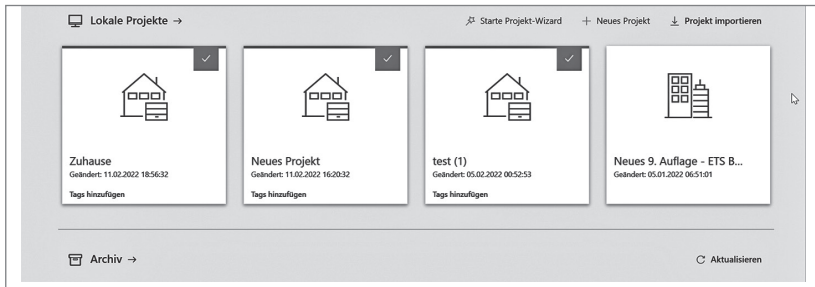 Lokale Projekte →
Starte Projekt-Wizard
Neues Projekt
Projekt importieren
Zuhause
Geändert: 11.02.2022 18:56:32
Tags hinzufügen
Neues Projekt
Geändert: 11.02.2022 16:20:32
Tags hinzufügen
test (1)
Geändert: 05.02.2022 00:52:53
Tags hinzufügen
Neues 9. Auflage - ETS B...
Geändert: 05.01.2022 06:51:01
Archiv →
Aktualisieren